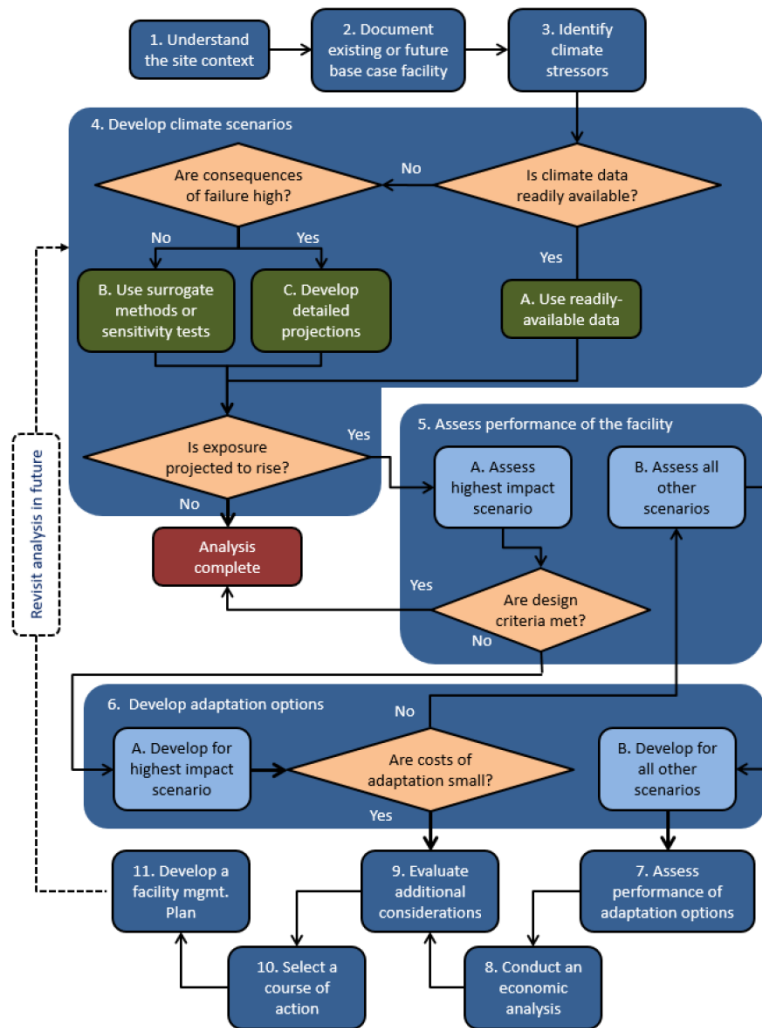 1. Understand
the site context
2. Document
existing or future
base case facility
3. Identify
climate
stressors
4. Develop climate scenarios
Are consequences
of failure high?
No
Is climate data
readily available?
No
Yes
Yes
B. Use surrogate
methods or
sensitivity tests
C. Develop
detailed
projections
A. Use readily-
available data
Is exposure
projected to rise?
Yes
No
5. Assess performance of the facility
A. Assess
highest impact
scenario
B. Assess all
other
scenarios
Analysis
complete
Yes
Are design
criteria met?
No
Revisit analysis in future
6. Develop adaptation options
No
A. Develop for
highest impact
scenario
Are costs of
adaptation small?
B. Develop for
all other
scenarios
Yes
11. Develop a
facility mgmt.
Plan
9. Evaluate
additional
considerations
7. Assess
performance of
adaptation options
10. Select a
course of
action
8. Conduct an
economic
analysis